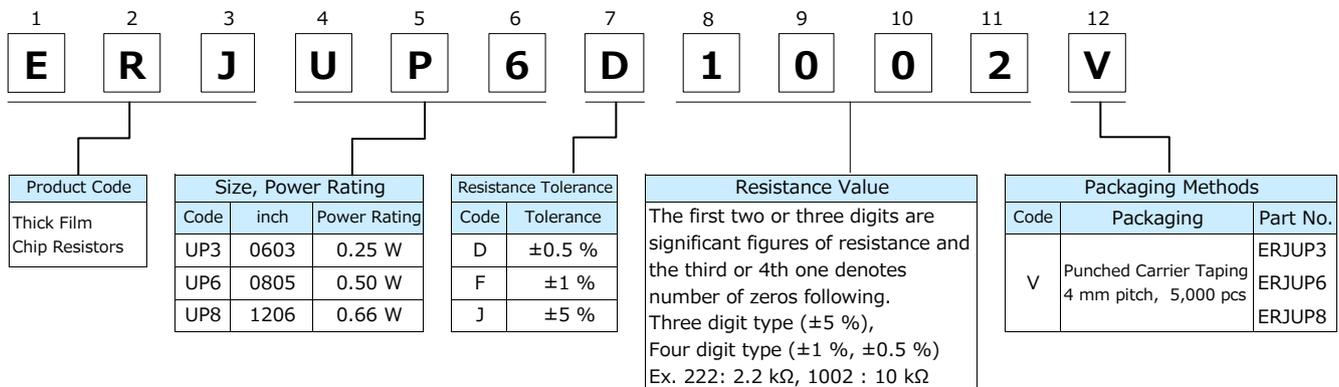 1 2 3 4 5 6 7 8 9 10 11 12
E R J U P 6 D 1 0 0 2 V
Product Code
Thick Film
Chip Resistors
Size, Power Rating
Code inch Power Rating
UP3 0603 0.25 W
UP6 0805 0.50 W
UP8 1206 0.66 W
Resistance Tolerance
Code Tolerance
D ±0.5 %
F ±1 %
J ±5 %
Resistance Value
The first two or three digits are
significant figures of resistance and
the third or 4th one denotes
number of zeros following.
Three digit type (±5 %),
Four digit type (±1 %, ±0.5 %)
Ex. 222: 2.2 kΩ, 1002 : 10 kΩ
Packaging Methods
Code Packaging Part No.
V
Punched Carrier Taping
4 mm pitch, 5,000 pcs
ERJUP3
ERJUP6
ERJUP8